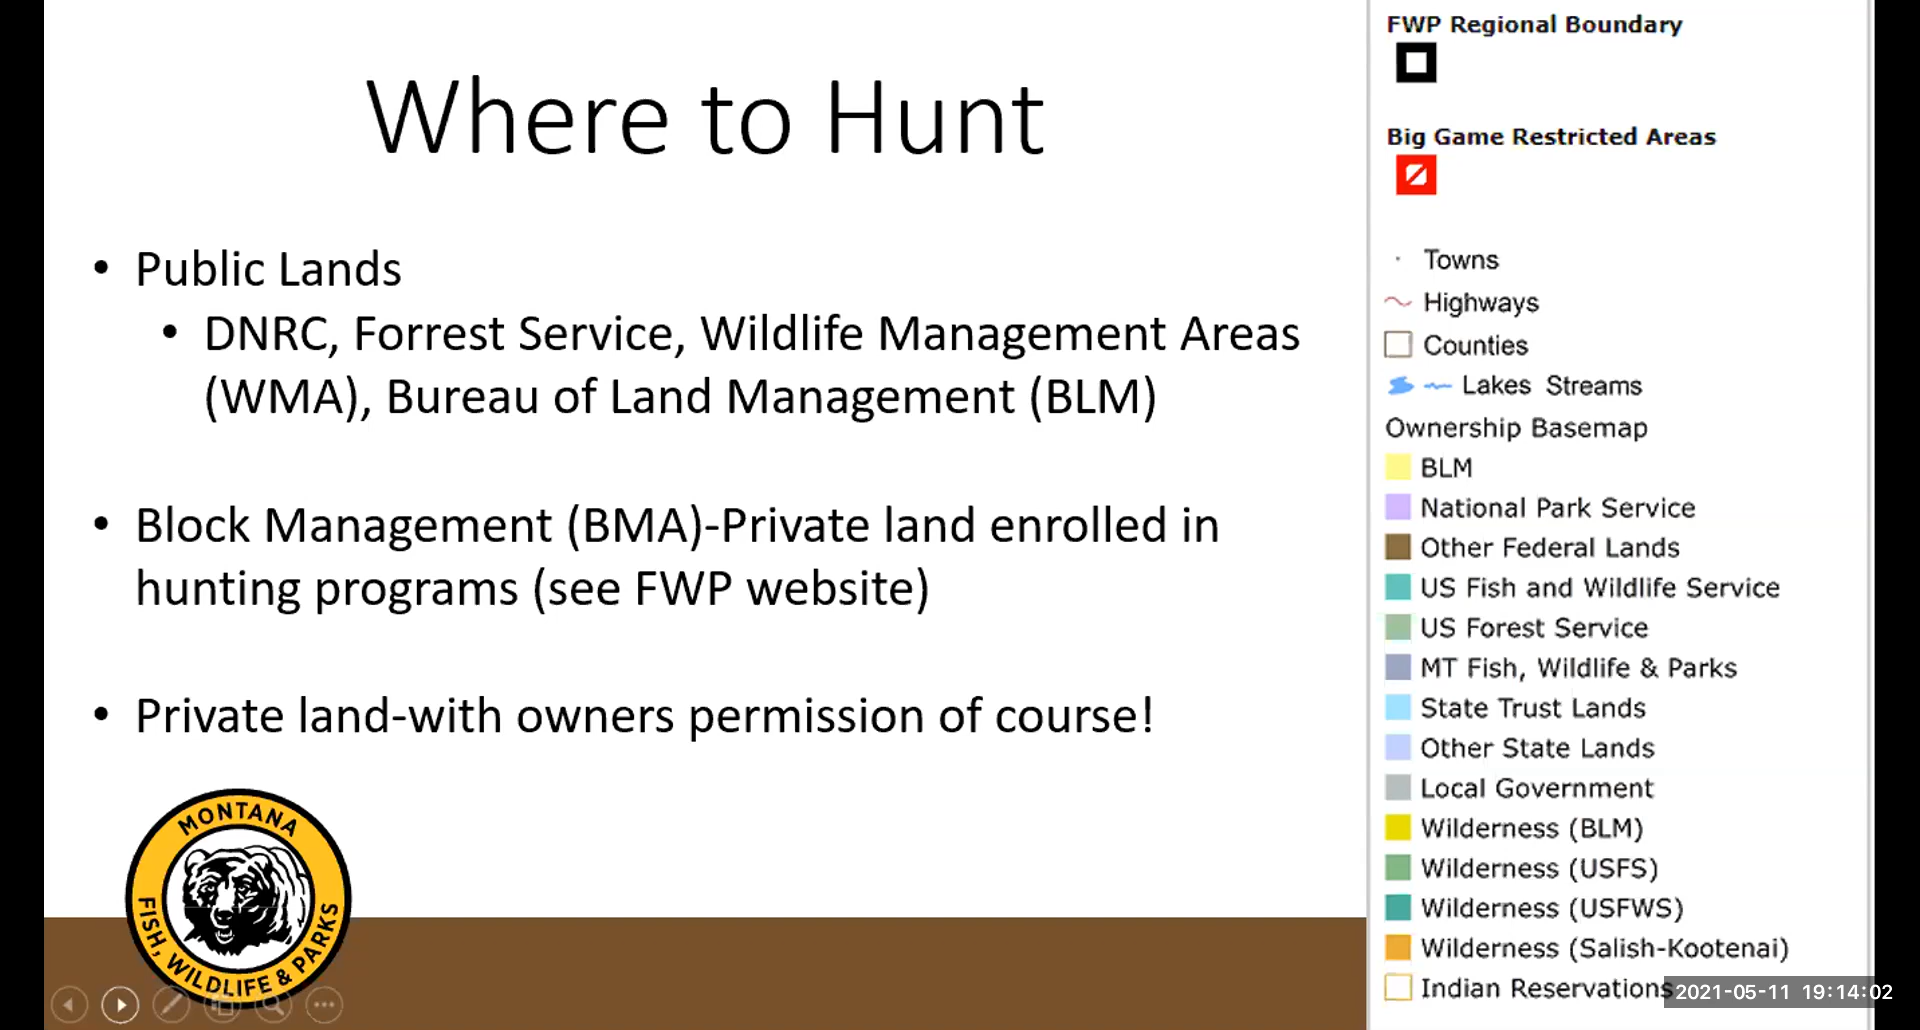 Where to Hunt
• Public Lands
• DNRC, Forrest Service, Wildlife Management Areas
(WMA), Bureau of Land Management (BLM)
• Block Management (BMA)-Private land enrolled in
hunting programs (see FWP website)
• Private land-with owners permission of course!
MONTANA
FISH, WILDLIFE & PARKS
FWP Regional Boundary
Big Game Restricted Areas
Towns
Highways
Counties
Lakes Streams
Ownership Basemap
BLM
National Park Service
Other Federal Lands
US Fish and Wildlife Service
US Forest Service
MT Fish, Wildlife & Parks
State Trust Lands
Other State Lands
Local Government
Wilderness (BLM)
Wilderness (USFS)
Wilderness (USFWS)
Wilderness (Salish-Kootenai)
Indian Reservations
2021-05-11 19:14:02